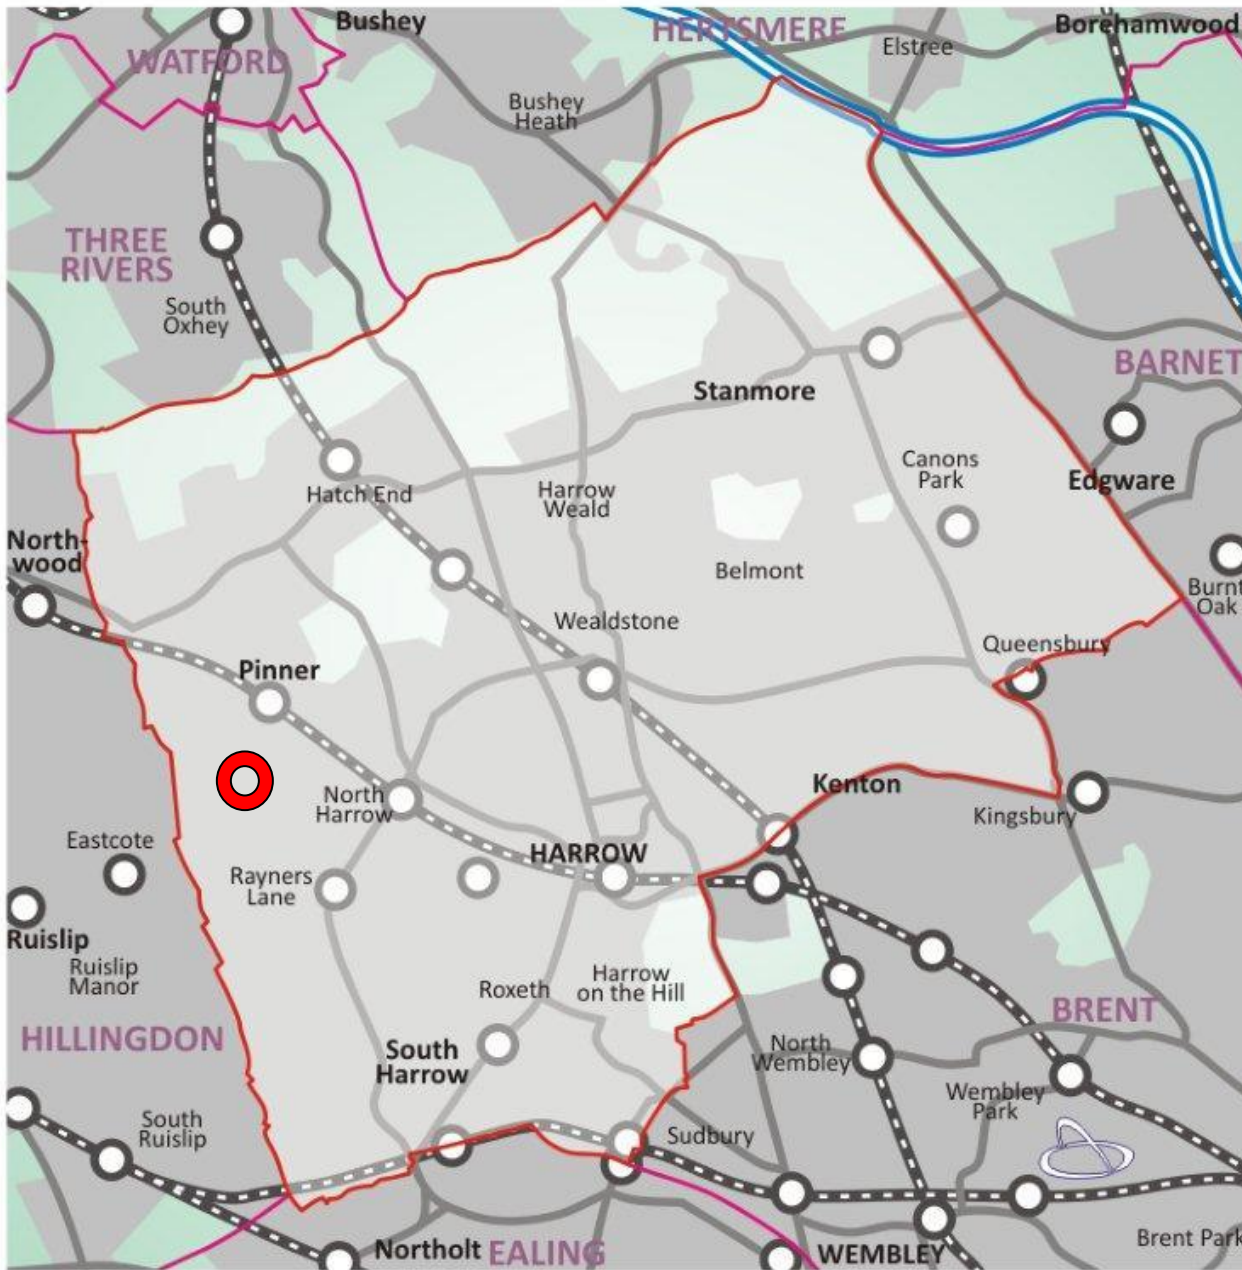 Bushey
HERTSMERE
Borehamwood
Elstree
WATFORD
Bushey
Heath
THREE
RIVERS
South
Oxhey
BARNET
Stanmore
Canons
Park
Edgware
Hatch End
Harrow
Weald
North-
wood
Belmont
Burnt
Oak
Wealdstone
Queensbury
Pinner
Kenton
North
Harrow
Kingsbury
Eastcote
HARROW
Rayners
Lane
Ruislip
Ruislip
Manor
Roxeth
Harrow
on the Hill
BRENT
HILLINGDON
South
Harrow
North
Wembley
Wembley
Park
South
Ruislip
Sudbury
Northolt
EALING
WEMBLEY
Brent Park